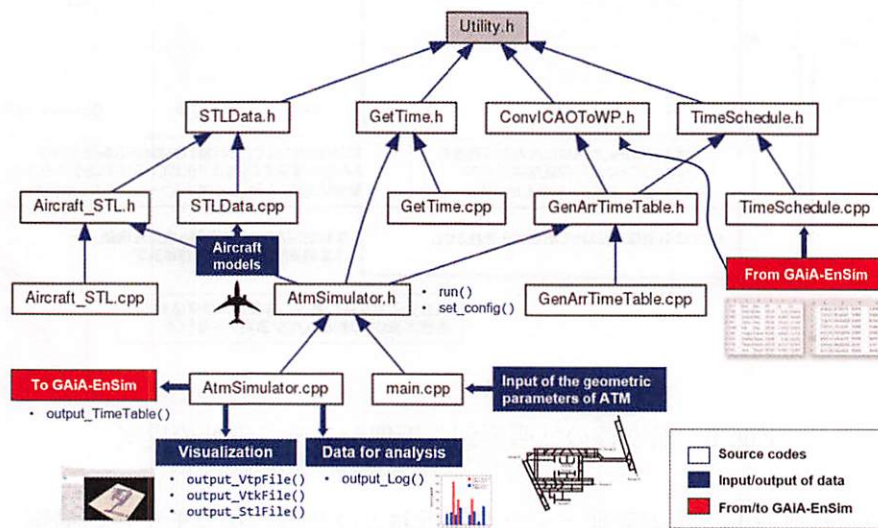 Utility.h
STLData.h
GetTime.h
ConvICAOToWP.h
TimeSchedule.h
Aircraft_STL.h
STLData.cpp
GetTime.cpp
GenArrTimeTable.h
TimeSchedule.cpp
Aircraft
models
From GAiA-EnSim
Aircraft_STL.cpp
AtmSimulator.h
• run()
• set_config()
GenArrTimeTable.cpp
To GAiA-EnSim
AtmSimulator.cpp
main.cpp
Input of the geometric
parameters of ATM
• output_TimeTable()
Visualization
Data for analysis
• output_VtpFile()
• output_VtkFile()
• output_StlFile()
• output_Log()
Source codes
Input/output of data
From/to GAiA-EnSim